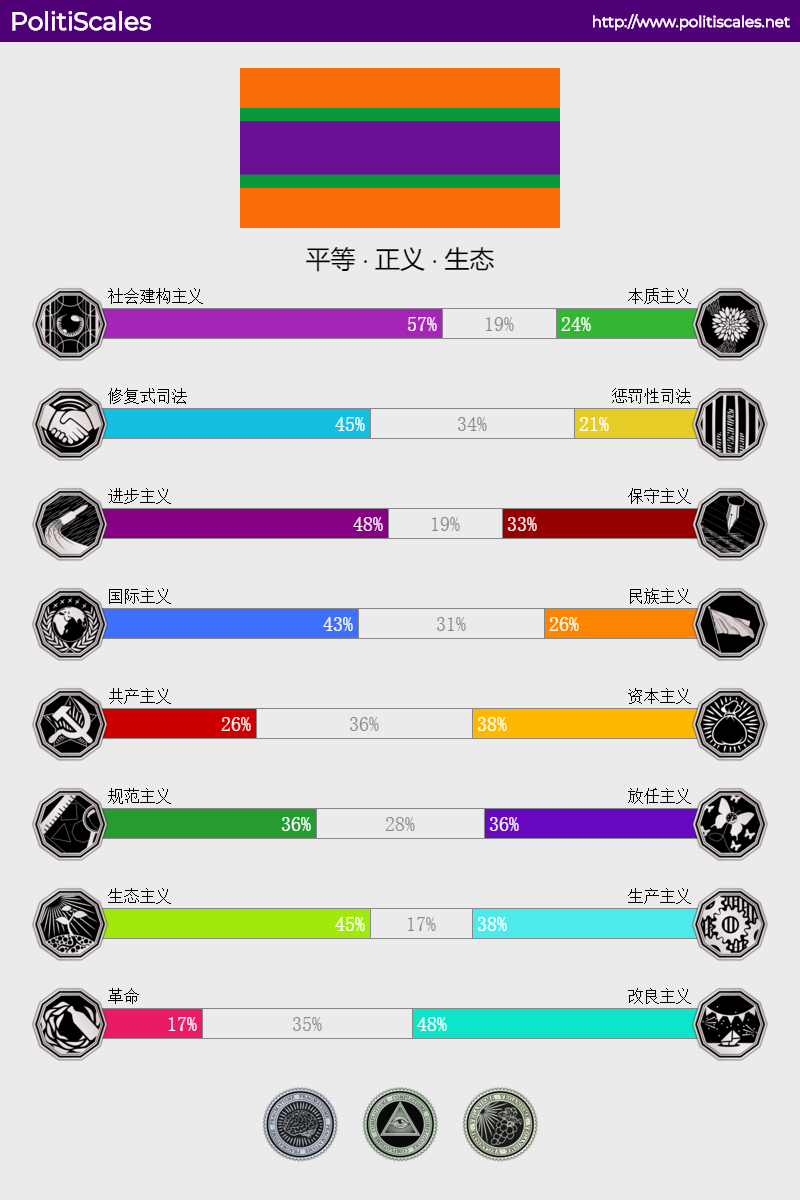 PolitiScales
http://www.politiscales.net
平等 · 正义 · 生态
社会建构主义 本质主义
57% 19% 24%
修复式司法 惩罚性司法
45% 34% 21%
进步主义 保守主义
48% 19% 33%
国际主义 民族主义
43% 31% 26%
共产主义 资本主义
26% 36% 38%
规范主义 放任主义
36% 28% 36%
生态主义 生产主义
45% 17% 38%
革命 改良主义
17% 35% 48%